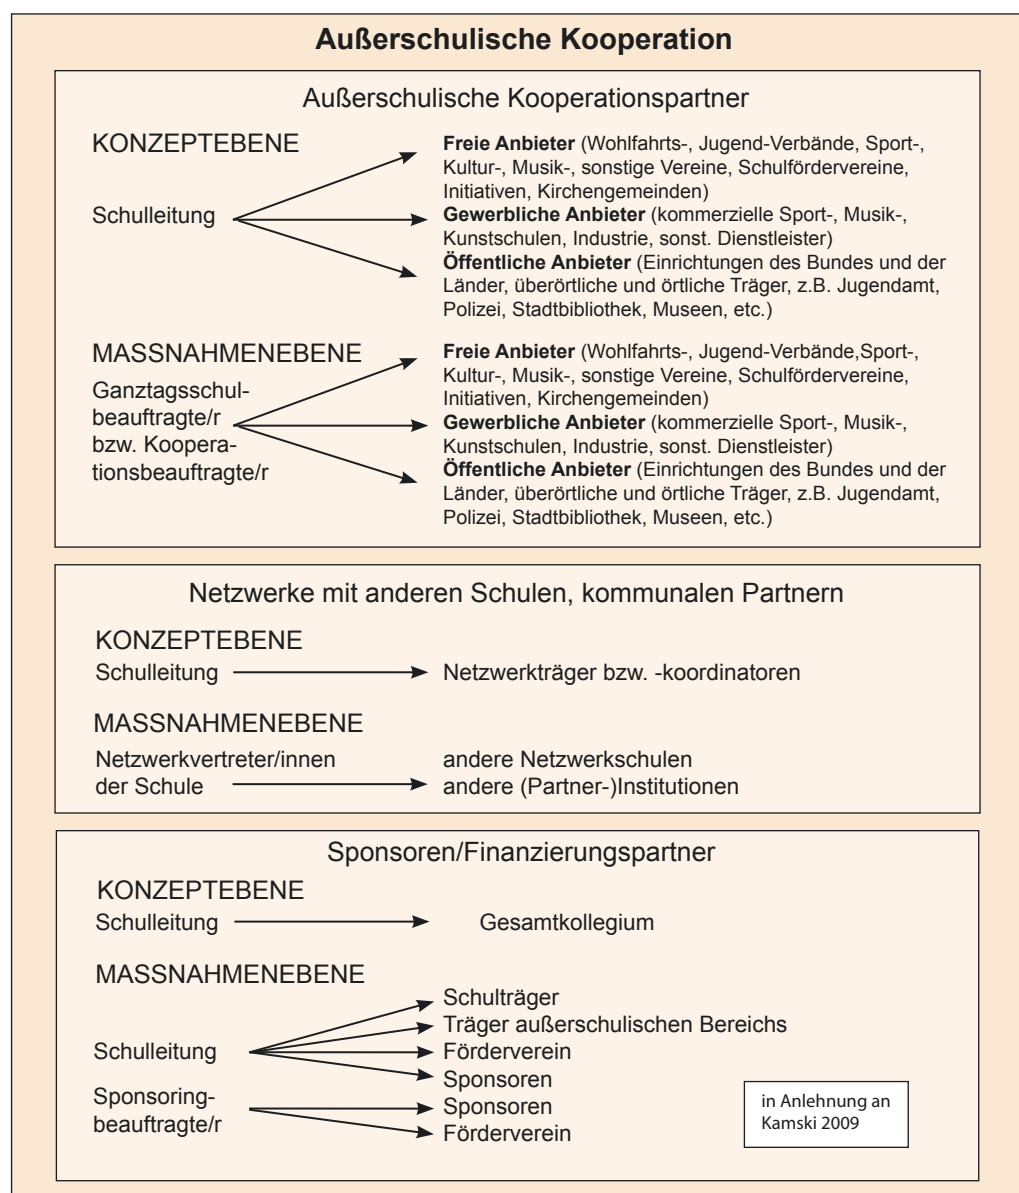 Außerschulische Kooperation
Außerschulische Kooperationspartner
KONZEPTEBENE
Schulleitung
Freie Anbieter (Wohlfahrts-, Jugend-Verbände, Sport-,
Kultur-, Musik-, sonstige Vereine, Schulfördervereine,
Initiativen, Kirchengemeinden)
Gewerbliche Anbieter (kommerzielle Sport-, Musik-,
Kunstschulen, Industrie, sonst. Dienstleister)
Öffentliche Anbieter (Einrichtungen des Bundes und der
Länder, überörtliche und örtliche Träger, z.B. Jugendamt,
Polizei, Stadtbibliothek, Museen, etc.)
MASSNAHMENEBENE
Ganztagsschul-
beauftragte/r
bzw. Koopera-
tionsbeauftragte/r
Freie Anbieter (Wohlfahrts-, Jugend-Verbände,Sport-,
Kultur-, Musik-, sonstige Vereine, Schulfördervereine,
Initiativen, Kirchengemeinden)
Gewerbliche Anbieter (kommerzielle Sport-, Musik-,
Kunstschulen, Industrie, sonst. Dienstleister)
Öffentliche Anbieter (Einrichtungen des Bundes und der
Länder, überörtliche und örtliche Träger, z.B. Jugendamt,
Polizei, Stadtbibliothek, Museen, etc.)
Netzwerke mit anderen Schulen, kommunalen Partnern
KONZEPTEBENE
Schulleitung
Netzwerkträger bzw. -koordinatoren
MASSNAHMENEBENE
Netzwerkvertreter/innen
der Schule
andere Netzwerkschulen
andere (Partner-)Institutionen
Sponsoren/Finanzierungspartner
KONZEPTEBENE
Schulleitung
Gesamtkollegium
MASSNAHMENEBENE
Schulleitung
Schulträger
Träger außerschulischen Bereichs
Förderverein
Sponsoren
Sponsoring-
beauftragte/r
Sponsoren
Förderverein
in Anlehnung an
Kamski 2009